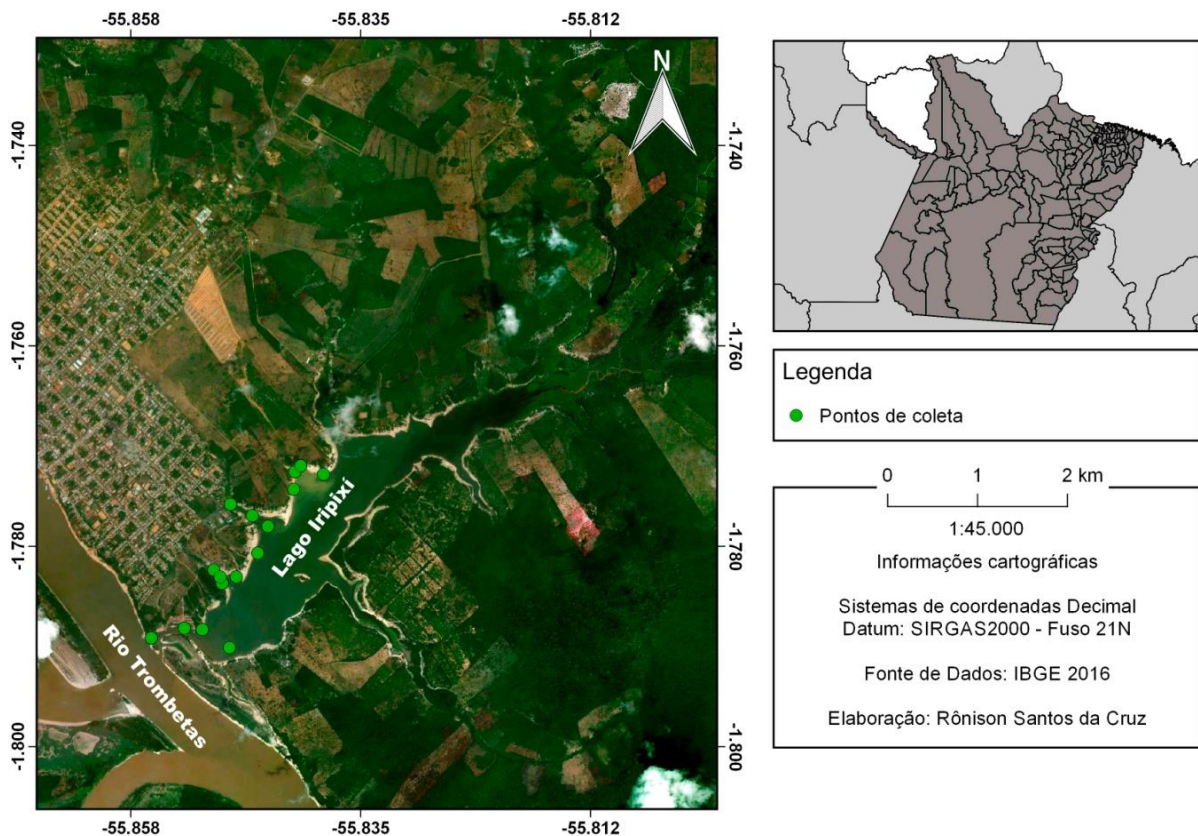 -55.858
-55.835
-55.812
-1.740
-1.760
-1.780
-1.800
N
Lago Iripixí
Rio Trombetas
-1.740
-1.760
-1.780
-1.800
-55.858
-55.835
-55.812
Legenda
Pontos de coleta
0 1 2 km
1:45.000
Informações cartográficas
Sistemas de coordenadas Decimal
Datum: SIRGAS2000 - Fuso 21N
Fonte de Dados: IBGE 2016
Elaboração: Rônison Santos da Cruz